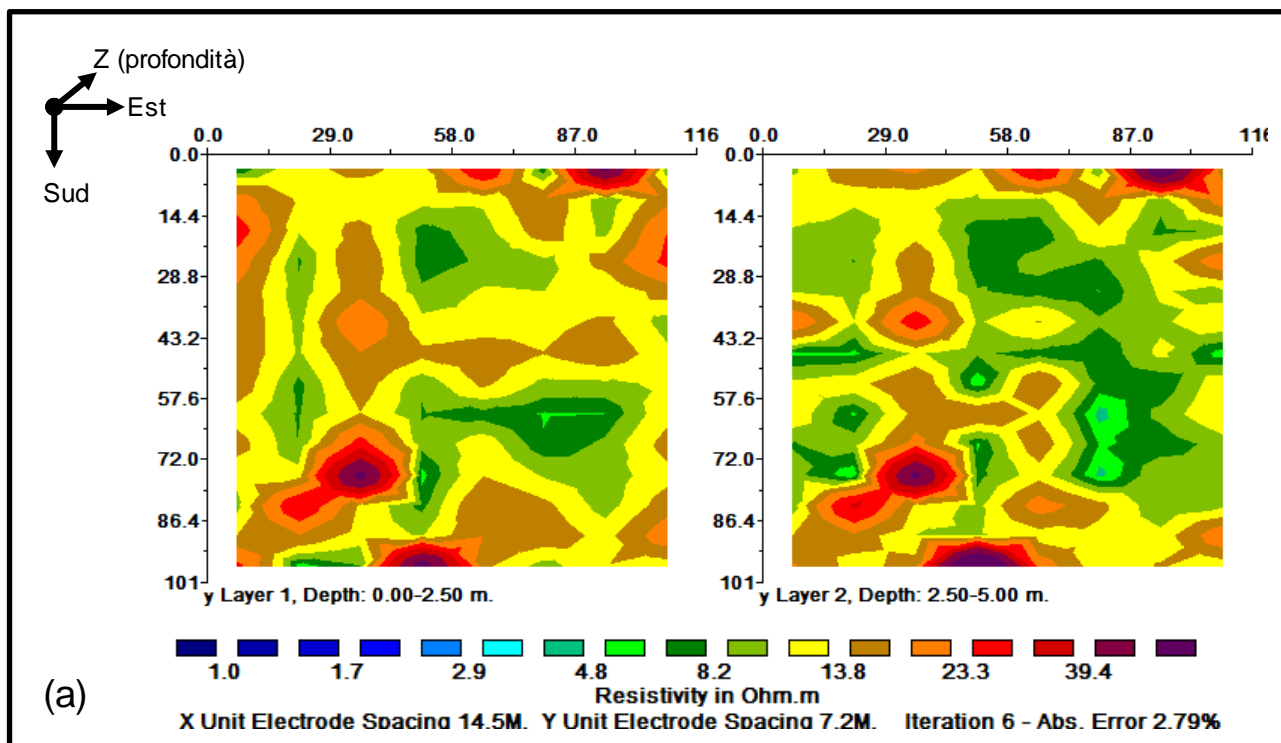 Z (profondità)
Est
Sud
0.0 29.0 58.0 87.0 116
0.0
14.4
28.8
43.2
57.6
72.0
86.4
101
y Layer 1, Depth: 0.00-2.50 m.
0.0 29.0 58.0 87.0 116
0.0
14.4
28.8
43.2
57.6
72.0
86.4
101
y Layer 2, Depth: 2.50-5.00 m.
1.0 1.7 2.9 4.8 8.2 13.8 23.3 39.4
Resistivity in Ohm.m
(a)
X Unit Electrode Spacing 14.5M. Y Unit Electrode Spacing 7.2M. Iteration 6 - Abs. Error 2.79%